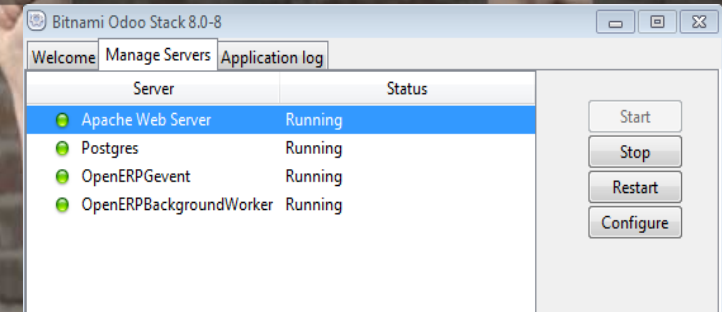 Bitnami Odoo Stack 8.0-8
Welcome Manage Servers Application log
Server Status
Apache Web Server Running
Postgres Running
OpenERPGevent Running
OpenERPBackgroundWorker Running
Start
Stop
Restart
Configure